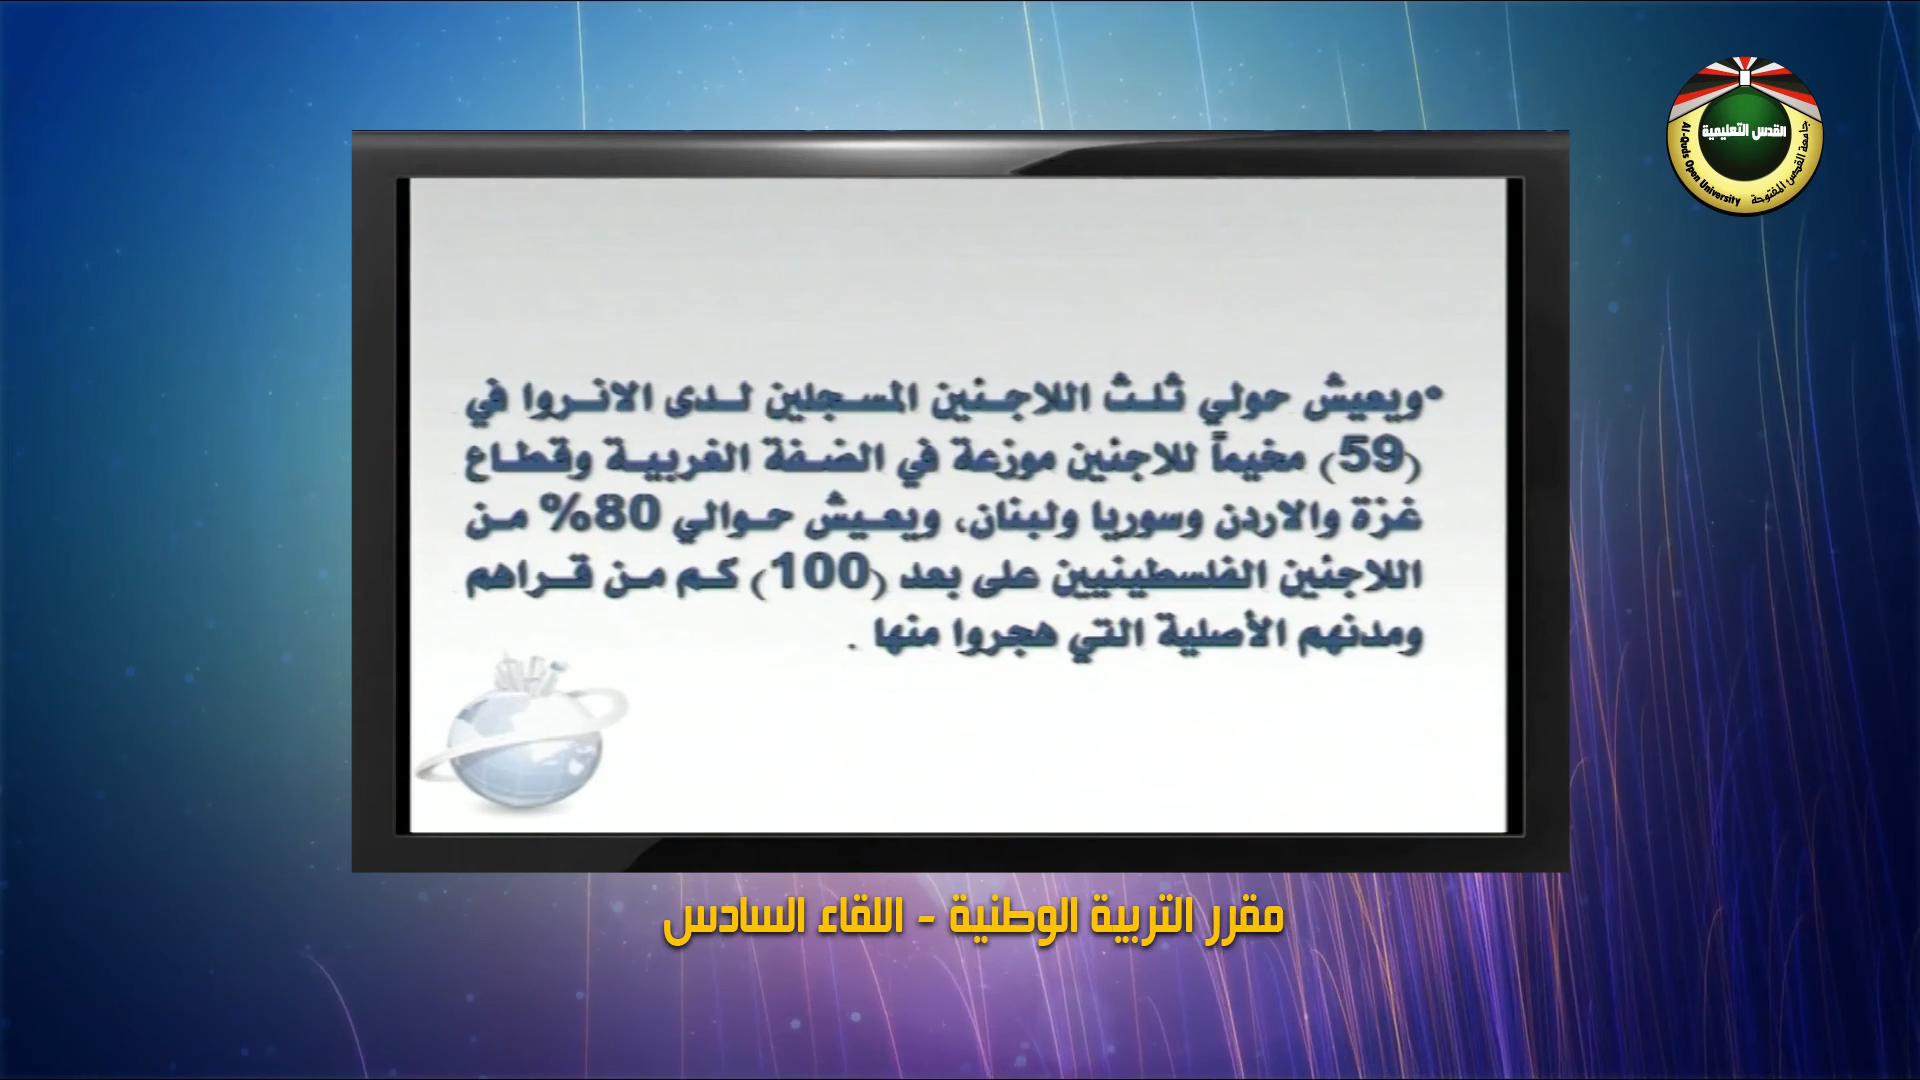 القدس التعليمية
جامعة القدس المفتوحة
Al-Quds Open University
•ويعيش حولي ثلث اللاجئين المسجلين لدى الانروا في
(59) مخيماً للاجئين موزعة في الضفة الغربية وقطاع
غزة والاردن وسوريا ولبنان، ويعيش حوالي 80% من
اللاجئين الفلسطينيين على بعد (100) كم من قراهم
ومدنهم الأصلية التي هجروا منها .
مقرر التربية الوطنية - اللقاء السادس